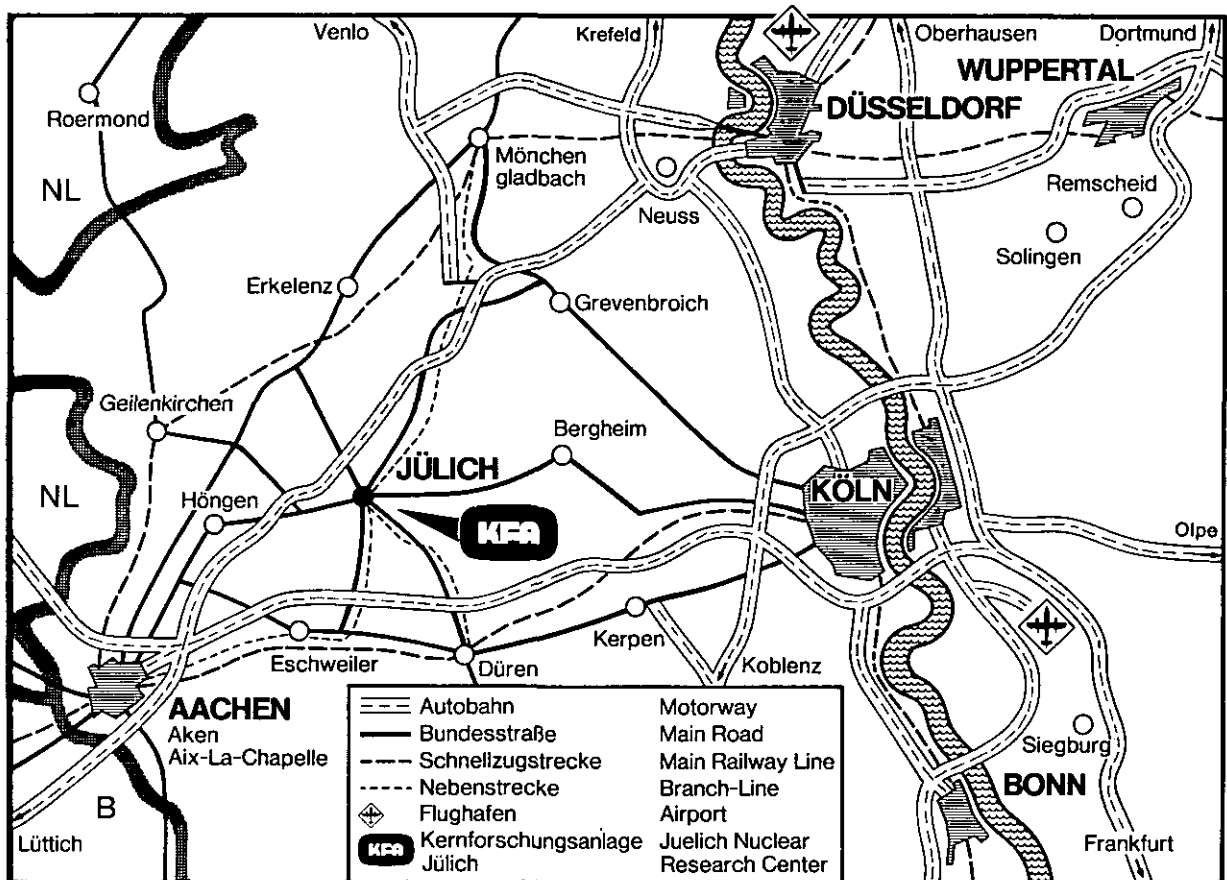 Venlo
Krefeld
Oberhausen
Dortmund
WUPPERTAL
DÜSSELDORF
Roermond
NL
Mönchen
gladbach
Neuss
Remscheid
Solingen
Erkelenz
Grevenbroich
Geilenkirchen
Bergheim
JÜLICH
NL
Höngen
KFA
KÖLN
Olpe
Kerpen
Eschweiler
Düren
Koblenz
AACHEN
Aken
Aix-La-Chapelle
Siegburg
BONN
B
Lüttich
Frankfurt
Autobahn Motorway
Bundesstraße Main Road
Schnellzugstrecke Main Railway Line
Nebenstrecke Branch-Line
Flughafen Airport
KFA Kernforschungsanlage Juelich Nuclear
Jülich Research Center